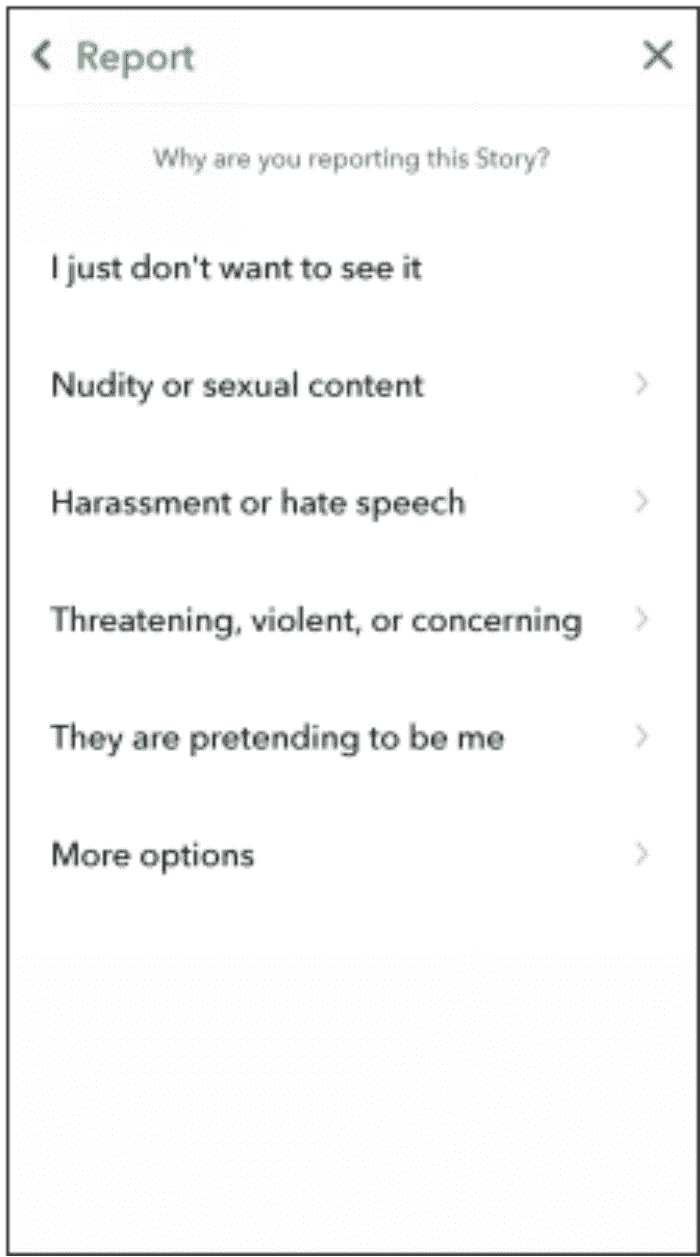 Report
Why are you reporting this Story?
I just don't want to see it
Nudity or sexual content
Harassment or hate speech
Threatening, violent, or concerning
They are pretending to be me
More options